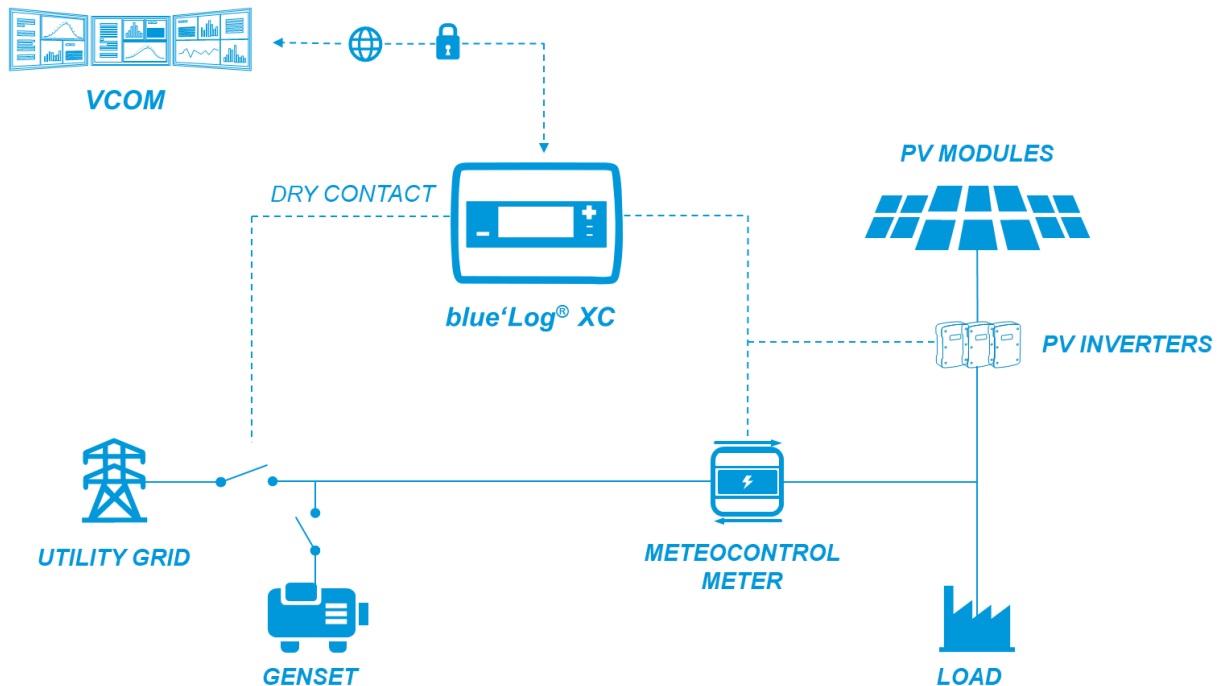 VCOM
DRY CONTACT
PV MODULES
blue‘Log® XC
PV INVERTERS
UTILITY GRID
METEOCONTROL
METER
GENSET
LOAD